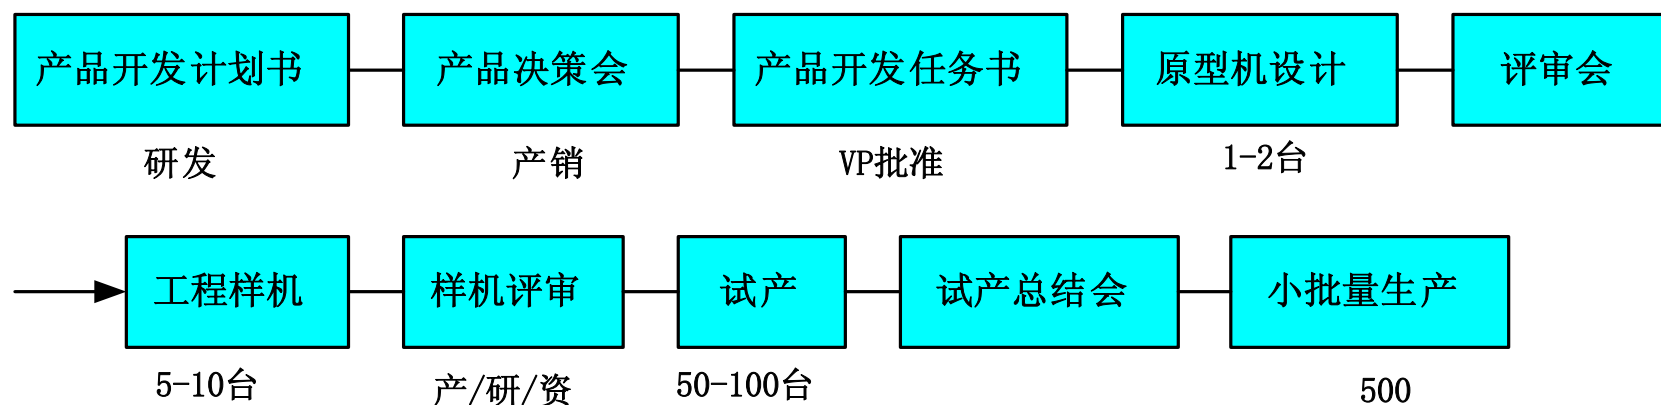 产品开发计划书 产品决策会 产品开发任务书 原型机设计 评审会
研发 产销 VP批准 1-2台
工程样机 样机评审 试产 试产总结会 小批量生产
5-10台 产/研/资 50-100台 500